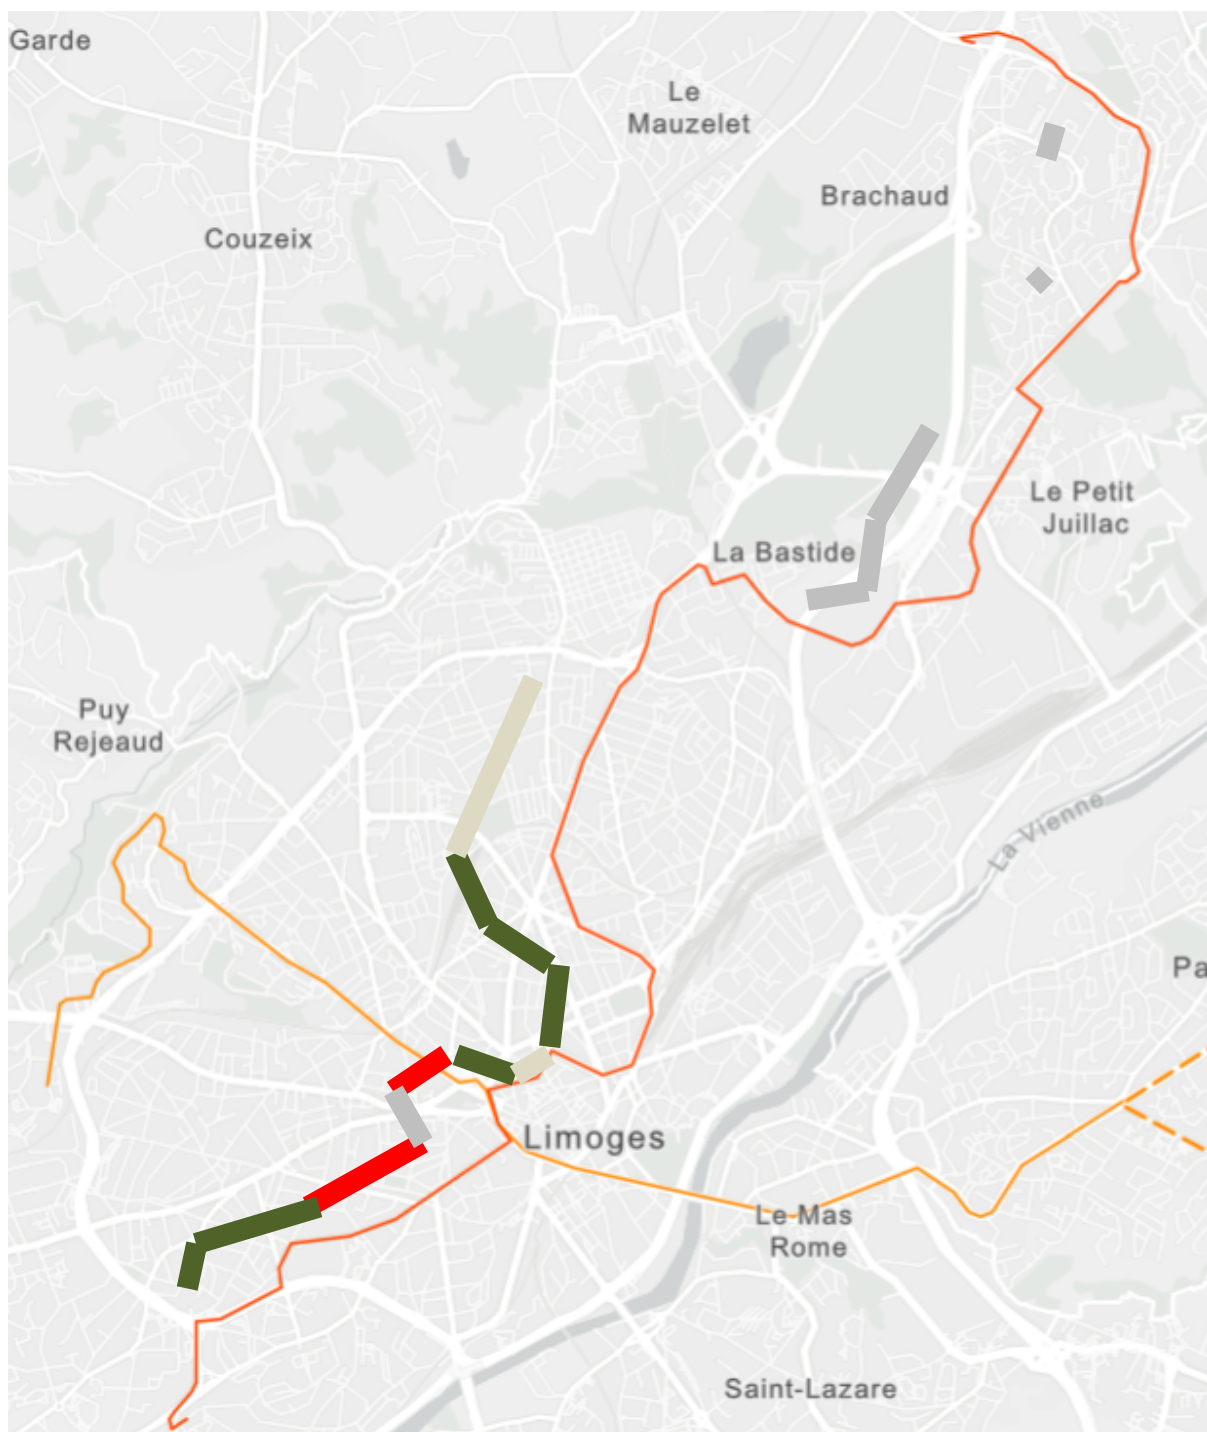 Garde
Le
Mauzelet
Brachaud
Couzeix
Le Petit
Juillac
La Bastide
Puy
Rejeaud
La Vienne
Pa
Limoges
Le Mas
Rome
Saint-Lazare